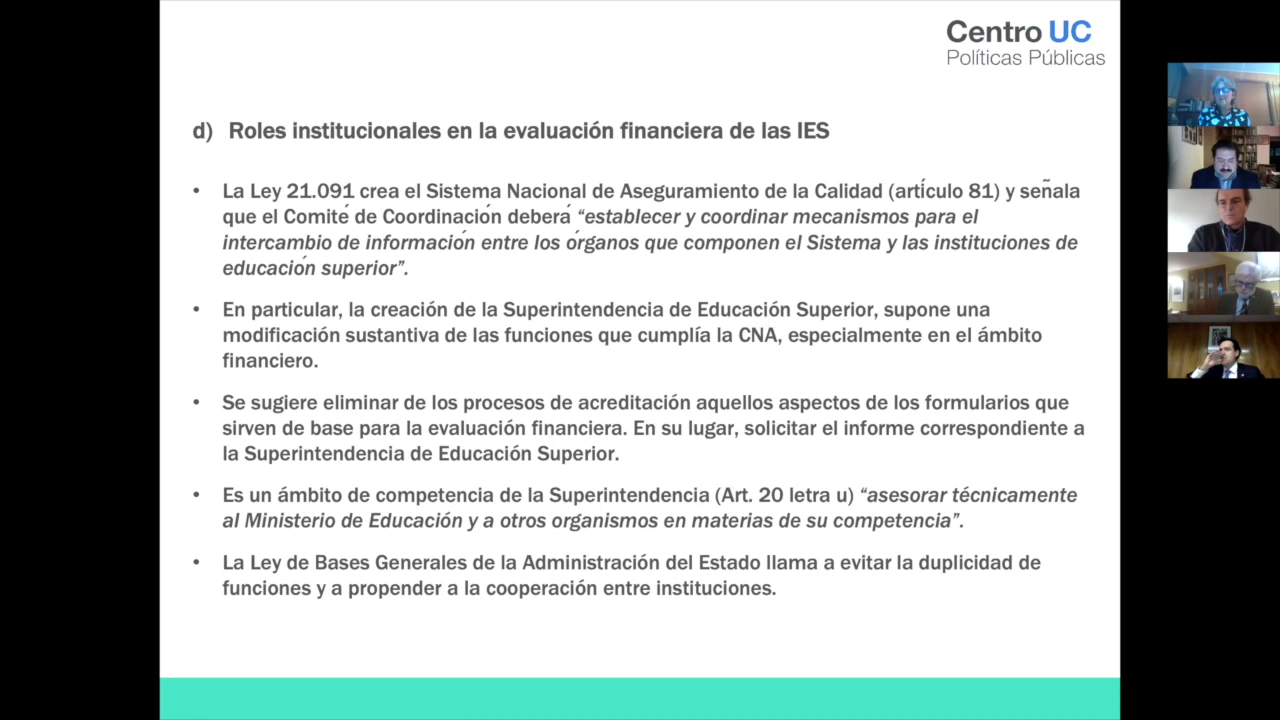 Centro UC
Políticas Públicas
d) Roles institucionales en la evaluación financiera de las IES
• La Ley 21.091 crea el Sistema Nacional de Aseguramiento de la Calidad (artículo 81) y señala
que el Comité de Coordinación deberá “establecer y coordinar mecanismos para el
intercambio de información entre los órganos que componen el Sistema y las instituciones de
educación superior”.
• En particular, la creación de la Superintendencia de Educación Superior, supone una
modificación sustantiva de las funciones que cumplía la CNA, especialmente en el ámbito
financiero.
• Se sugiere eliminar de los procesos de acreditación aquellos aspectos de los formularios que
sirven de base para la evaluación financiera. En su lugar, solicitar el informe correspondiente a
la Superintendencia de Educación Superior.
• Es un ámbito de competencia de la Superintendencia (Art. 20 letra u) “asesorar técnicamente
al Ministerio de Educación y a otros organismos en materias de su competencia”.
• La Ley de Bases Generales de la Administración del Estado llama a evitar la duplicidad de
funciones y a propender a la cooperación entre instituciones.